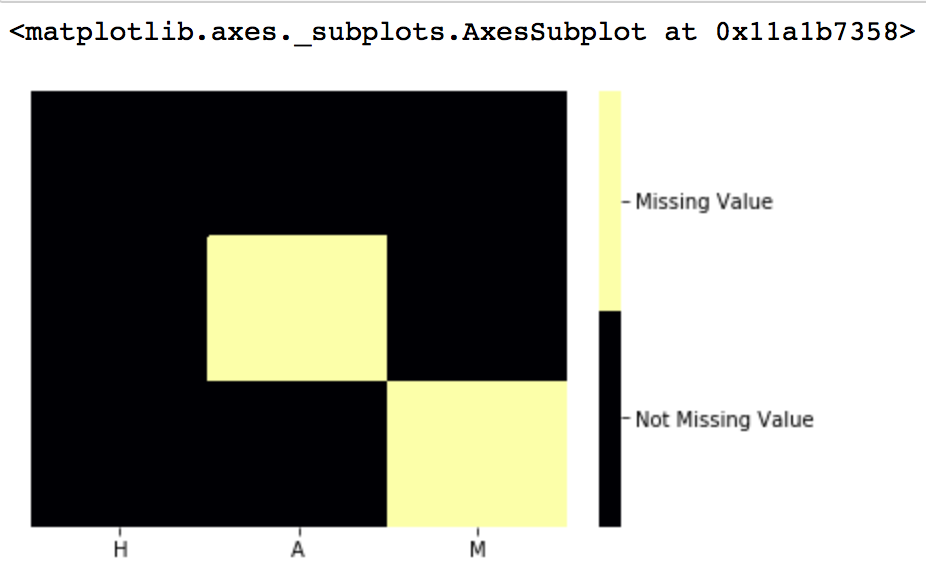 <matplotlib.axes._subplots.AxesSubplot at 0x11a1b7358>
Missing Value
Not Missing Value
H A M